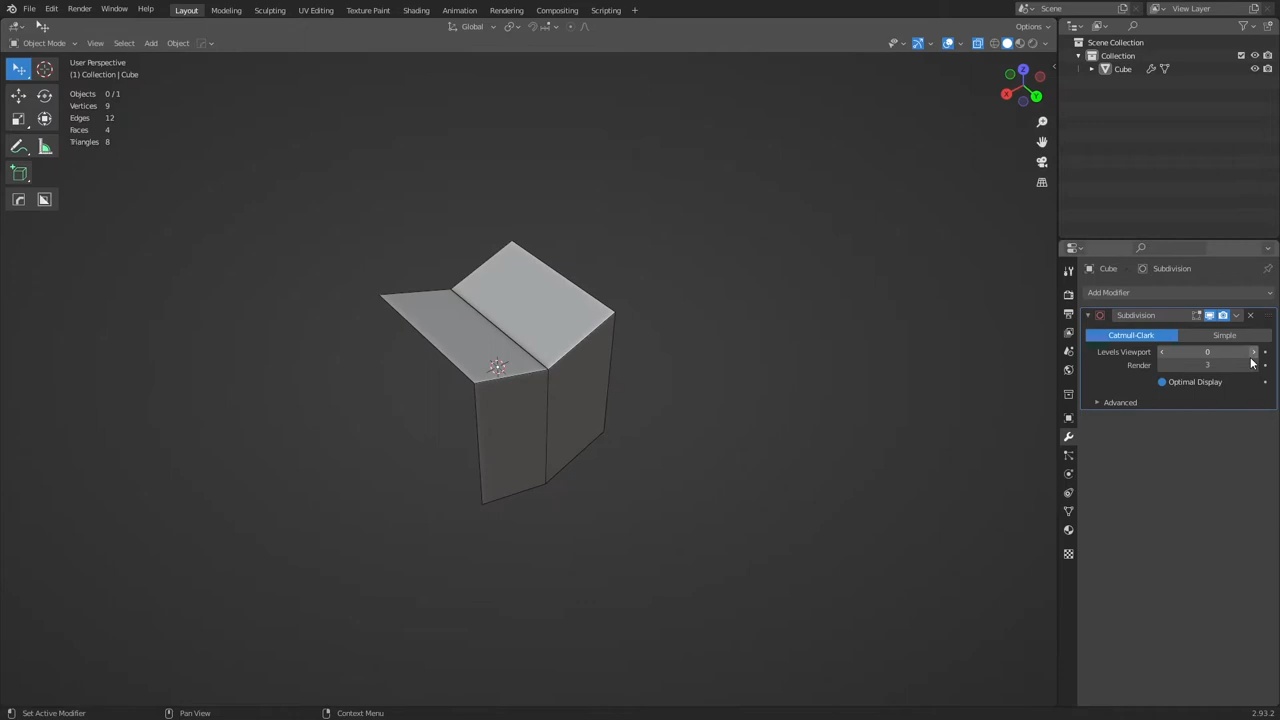 File Edit Render Window Help Layout Modeling Sculpting UV Editing Texture Paint Shading Animation Rendering Compositing Scripting + Scene View Layer
Global Options
Object Mode View Select Add Object
User Perspective
(1) Collection | Cube
Objects 0 / 1
Vertices 9
Edges 12
Faces 4
Triangles 8
Z
X
Y
Scene Collection
Collection
Cube
Cube Subdivision
Add Modifier
Subdivision
Catmull-Clark Simple
Levels Viewport 0
Render 3
Optimal Display
Advanced
Set Active Modifier Pan View Context Menu 2.93.2